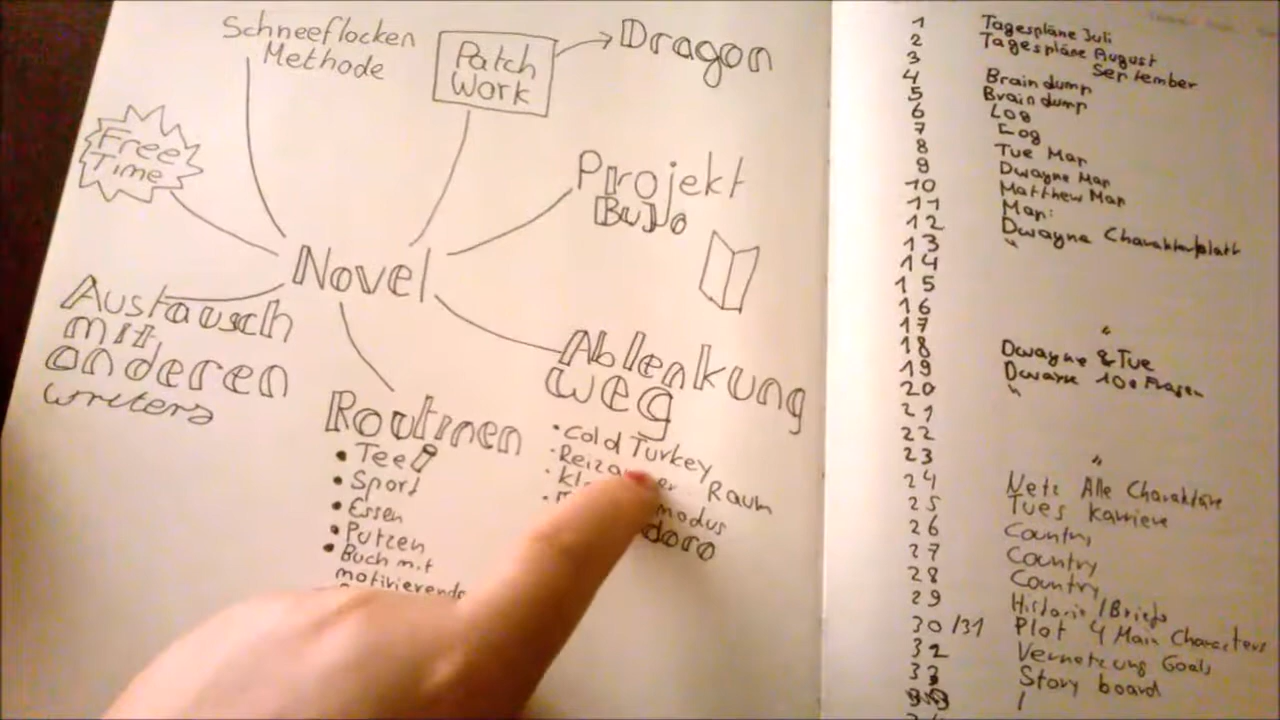 Schneeflocken
Methode
Patch
Work
Dragon
Free
Time
Projekt
BuJo
Novel
Austausch
mit
anderen
writers
Routinen
• Tee
• Sport
• Essen
• Putzen
• Buch mit
motivierende
Ablenkung
weg
• Cold Turkey
Raum
modus
doro
1 Tagespläne Juli
2 Tagespläne August
3 September
4 Braindump
5 Braindump
6 Log
7 Log
8 Tue Map
9 Dwayne Map
10 Matthew Map
11 Map:
12 Dwayne Charakterblatt
13 "
14
15
16
17 "
18 Dwayne & Tue
19 Dwayne 100 Fragen
20 "
21
22
23 "
24 Netz Alle Charaktäre
25 Tues Karriere
26 Country
27 Country
28 Country
29 Historie / Briefe
30/31 Plot 4 Main Characters
32 Vernetzung Goals
33 Story board